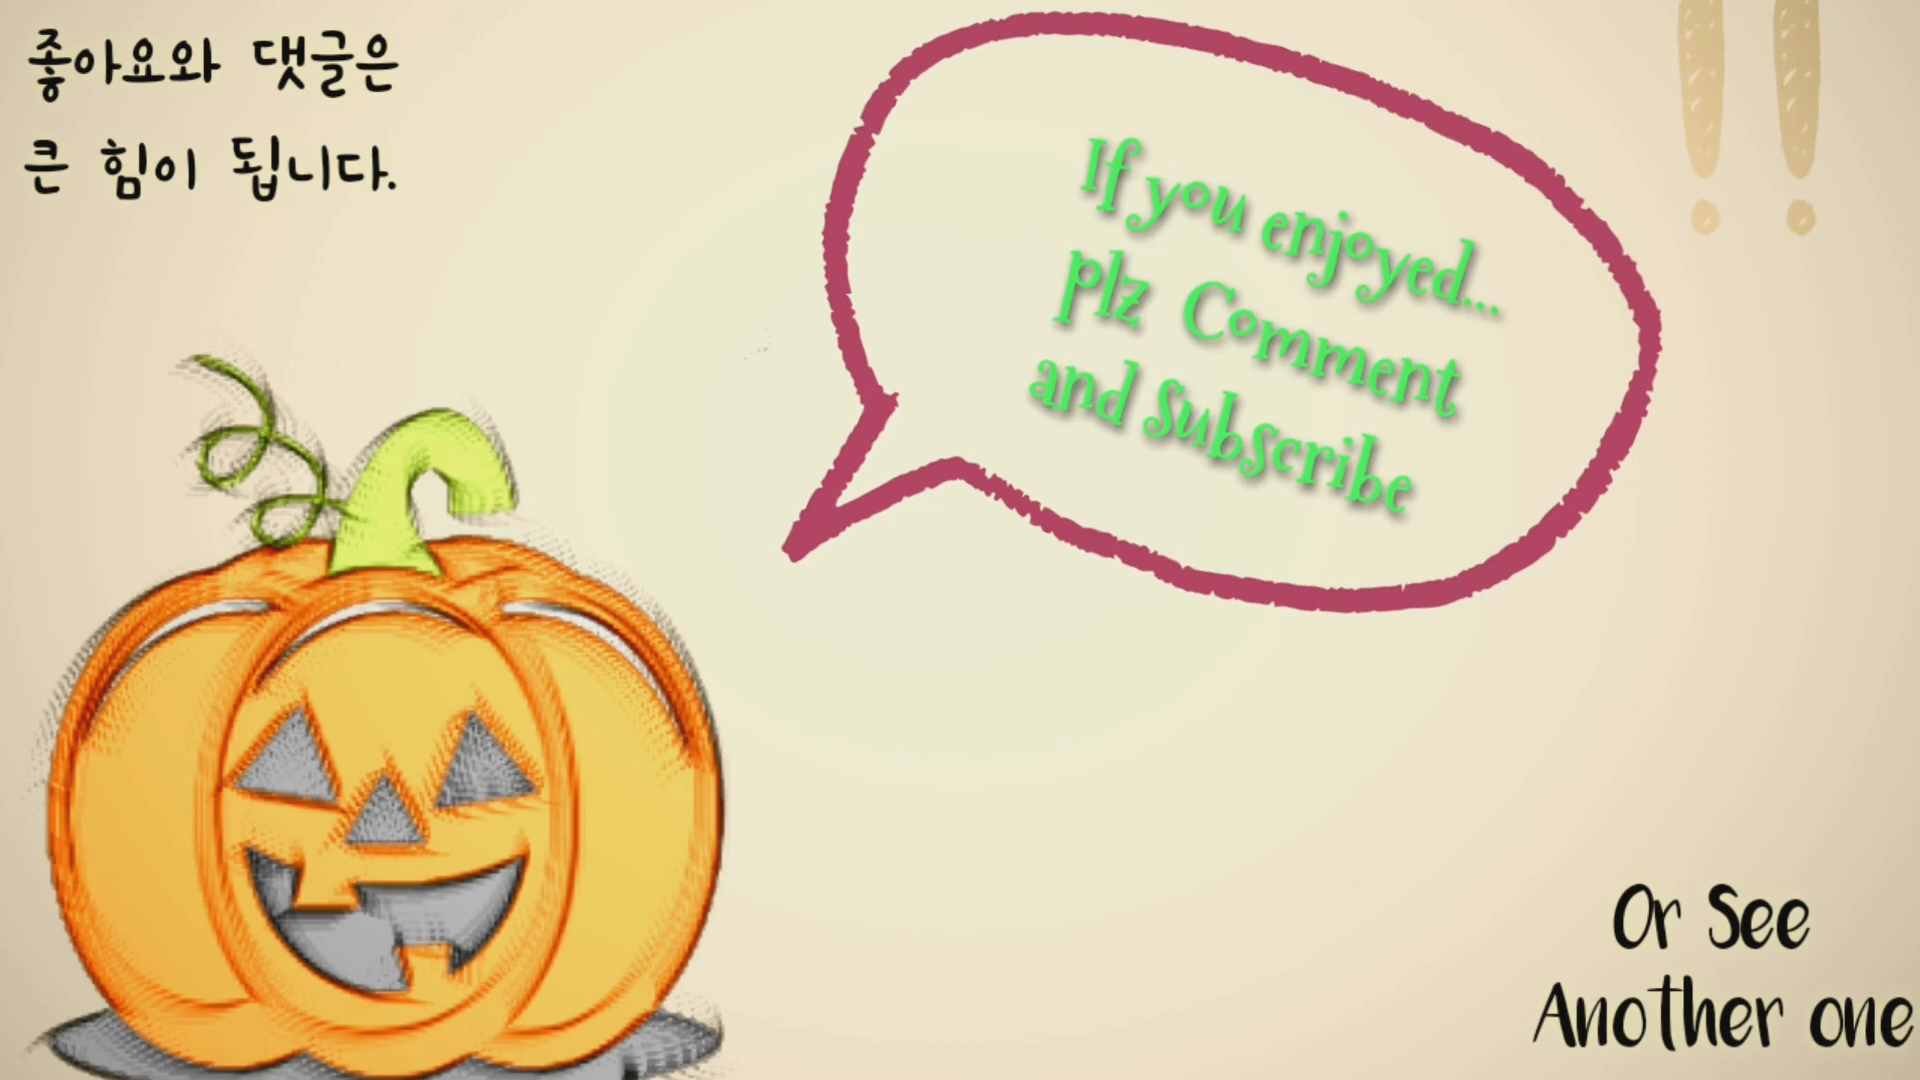 좋아요와 댓글은
큰 힘이 됩니다.
!!
If you enjoyed...
plz Comment
and Subscribe
Or See
Another one